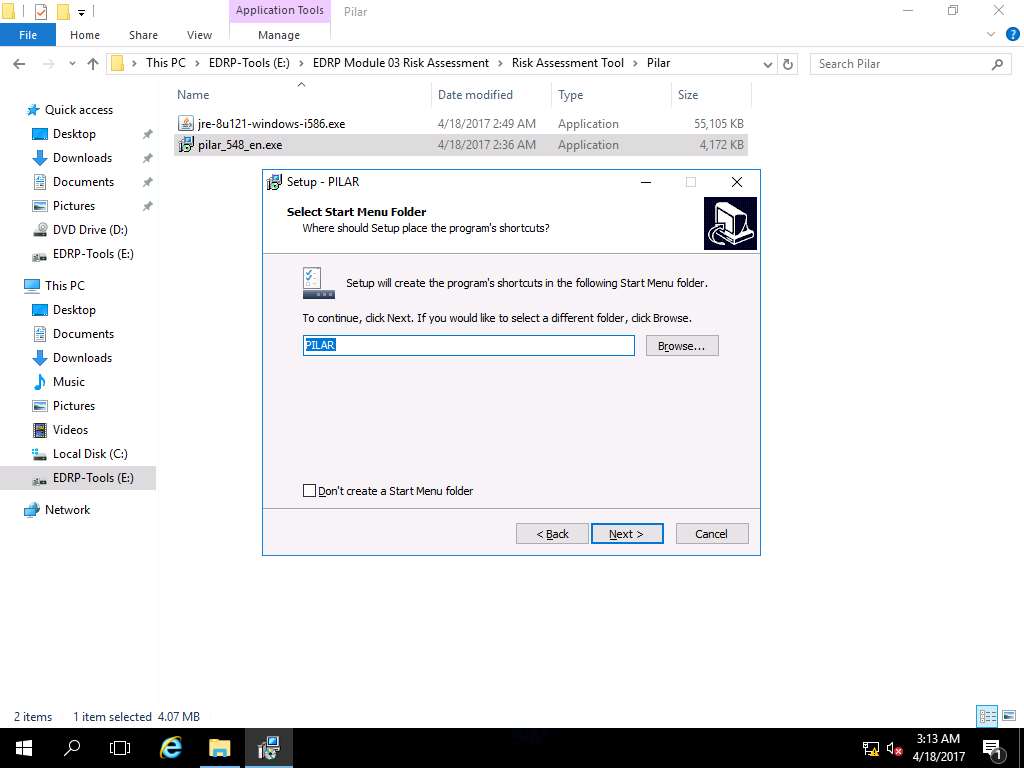 Application Tools
Pilar
File
Home
Share
View
Manage
This PC
EDRP-Tools (E:)
EDRP Module 03 Risk Assessment
Risk Assessment Tool
Pilar
Search Pilar
Name
Date modified
Type
Size
jre-8u121-windows-i586.exe
4/18/2017 2:49 AM
Application
55,105 KB
pilar_548_en.exe
4/18/2017 2:36 AM
Application
4,172 KB
Quick access
Desktop
Downloads
Documents
Pictures
DVD Drive (D:)
EDRP-Tools (E:)
This PC
Desktop
Documents
Downloads
Music
Pictures
Videos
Local Disk (C:)
EDRP-Tools (E:)
Network
Setup - PILAR
Select Start Menu Folder
Where should Setup place the program's shortcuts?
Setup will create the program's shortcuts in the following Start Menu folder.
To continue, click Next. If you would like to select a different folder, click Browse.
PILAR
Browse...
Don't create a Start Menu folder
< Back
Next >
Cancel
2 items
1 item selected 4.07 MB
3:13 AM
4/18/2017
1